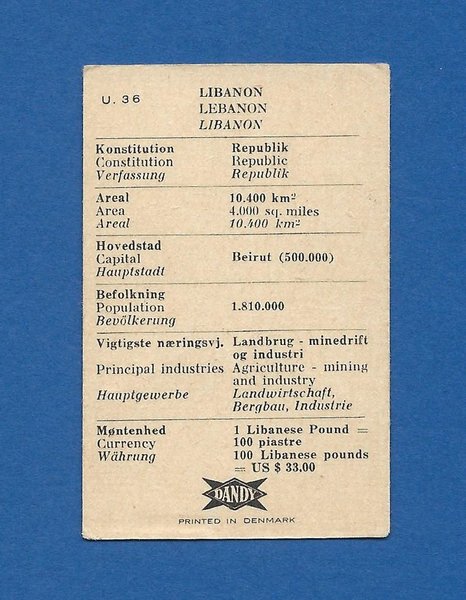 U. 36
LIBANON
LEBANON
LIBANON
Konstitution Republik
Constitution Republic
Verfassung Republik
Areal 10.400 km²
Area 4.000 sq. miles
Areal 10.400 km²
Hovedstad
Capital Beirut (500.000)
Hauptstadt
Befolkning
Population 1.810.000
Bevölkerung
Vigtigste næringsvj. Landbrug - minedrift
og industri
Principal industries Agriculture - mining
and industry
Hauptgewerbe Landwirtschaft,
Bergbau, Industrie
Møntenhed 1 Libanese Pound =
Currency 100 piastre
Währung 100 Libanese pounds
= US $ 33,00
DANDY
PRINTED IN DENMARK